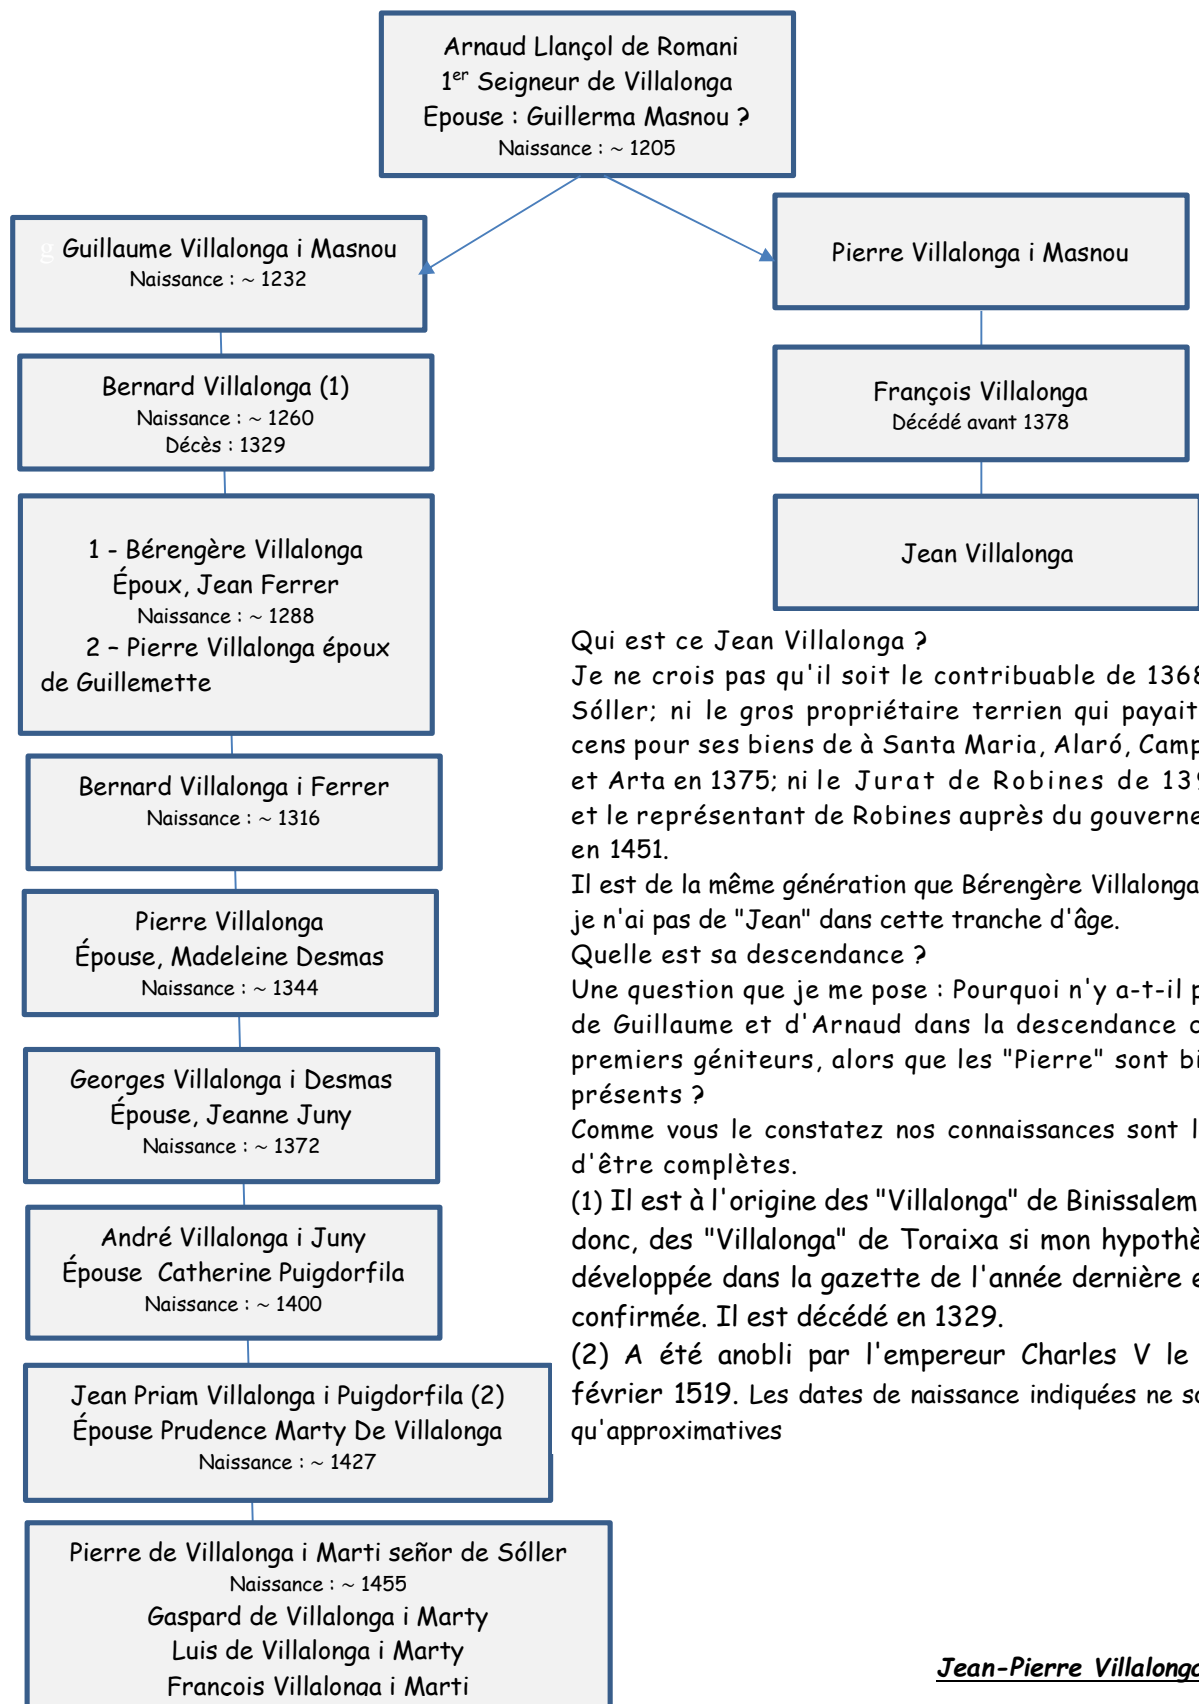 Arnaud Llançol de Romani
1er Seigneur de Villalonga
Epouse : Guillerma Masnou ?
Naissance : ~ 1205
g Guillaume Villalonga i Masnou
Naissance : ~ 1232
Pierre Villalonga i Masnou
Bernard Villalonga (1)
Naissance : ~ 1260
Décès : 1329
François Villalonga
Décédé avant 1378
1 - Bérengère Villalonga
Époux, Jean Ferrer
Naissance : ~ 1288
2 – Pierre Villalonga époux
de Guillemette
Jean Villalonga
Bernard Villalonga i Ferrer
Naissance : ~ 1316
Pierre Villalonga
Épouse, Madeleine Desmas
Naissance : ~ 1344
Georges Villalonga i Desmas
Épouse, Jeanne Juny
Naissance : ~ 1372
André Villalonga i Juny
Épouse Catherine Puigdorfila
Naissance : ~ 1400
Jean Priam Villalonga i Puigdorfila (2)
Épouse Prudence Marty De Villalonga
Naissance : ~ 1427
Pierre de Villalonga i Marti señor de Sóller
Naissance : ~ 1455
Gaspard de Villalonga i Marty
Luis de Villalonga i Marty
François Villalonga i Marti
Qui est ce Jean Villalonga ?
Je ne crois pas qu'il soit le contribuable de 1368
Sóller; ni le gros propriétaire terrien qui payait
cens pour ses biens de à Santa Maria, Alaró, Camp
et Arta en 1375; ni le Jurat de Robines de 139
et le représentant de Robines auprès du gouverne
en 1451.
Il est de la même génération que Bérengère Villalonga
je n'ai pas de "Jean" dans cette tranche d'âge.
Quelle est sa descendance ?
Une question que je me pose : Pourquoi n'y a-t-il p
de Guillaume et d'Arnaud dans la descendance d
premiers géniteurs, alors que les "Pierre" sont bi
présents ?
Comme vous le constatez nos connaissances sont l
d'être complètes.
(1) Il est à l'origine des "Villalonga" de Binissalem
donc, des "Villalonga" de Toraixa si mon hypothè
développée dans la gazette de l'année dernière e
confirmée. Il est décédé en 1329.
(2) A été anobli par l'empereur Charles V le
février 1519. Les dates de naissance indiquées ne so
qu'approximatives
Jean-Pierre Villalonga